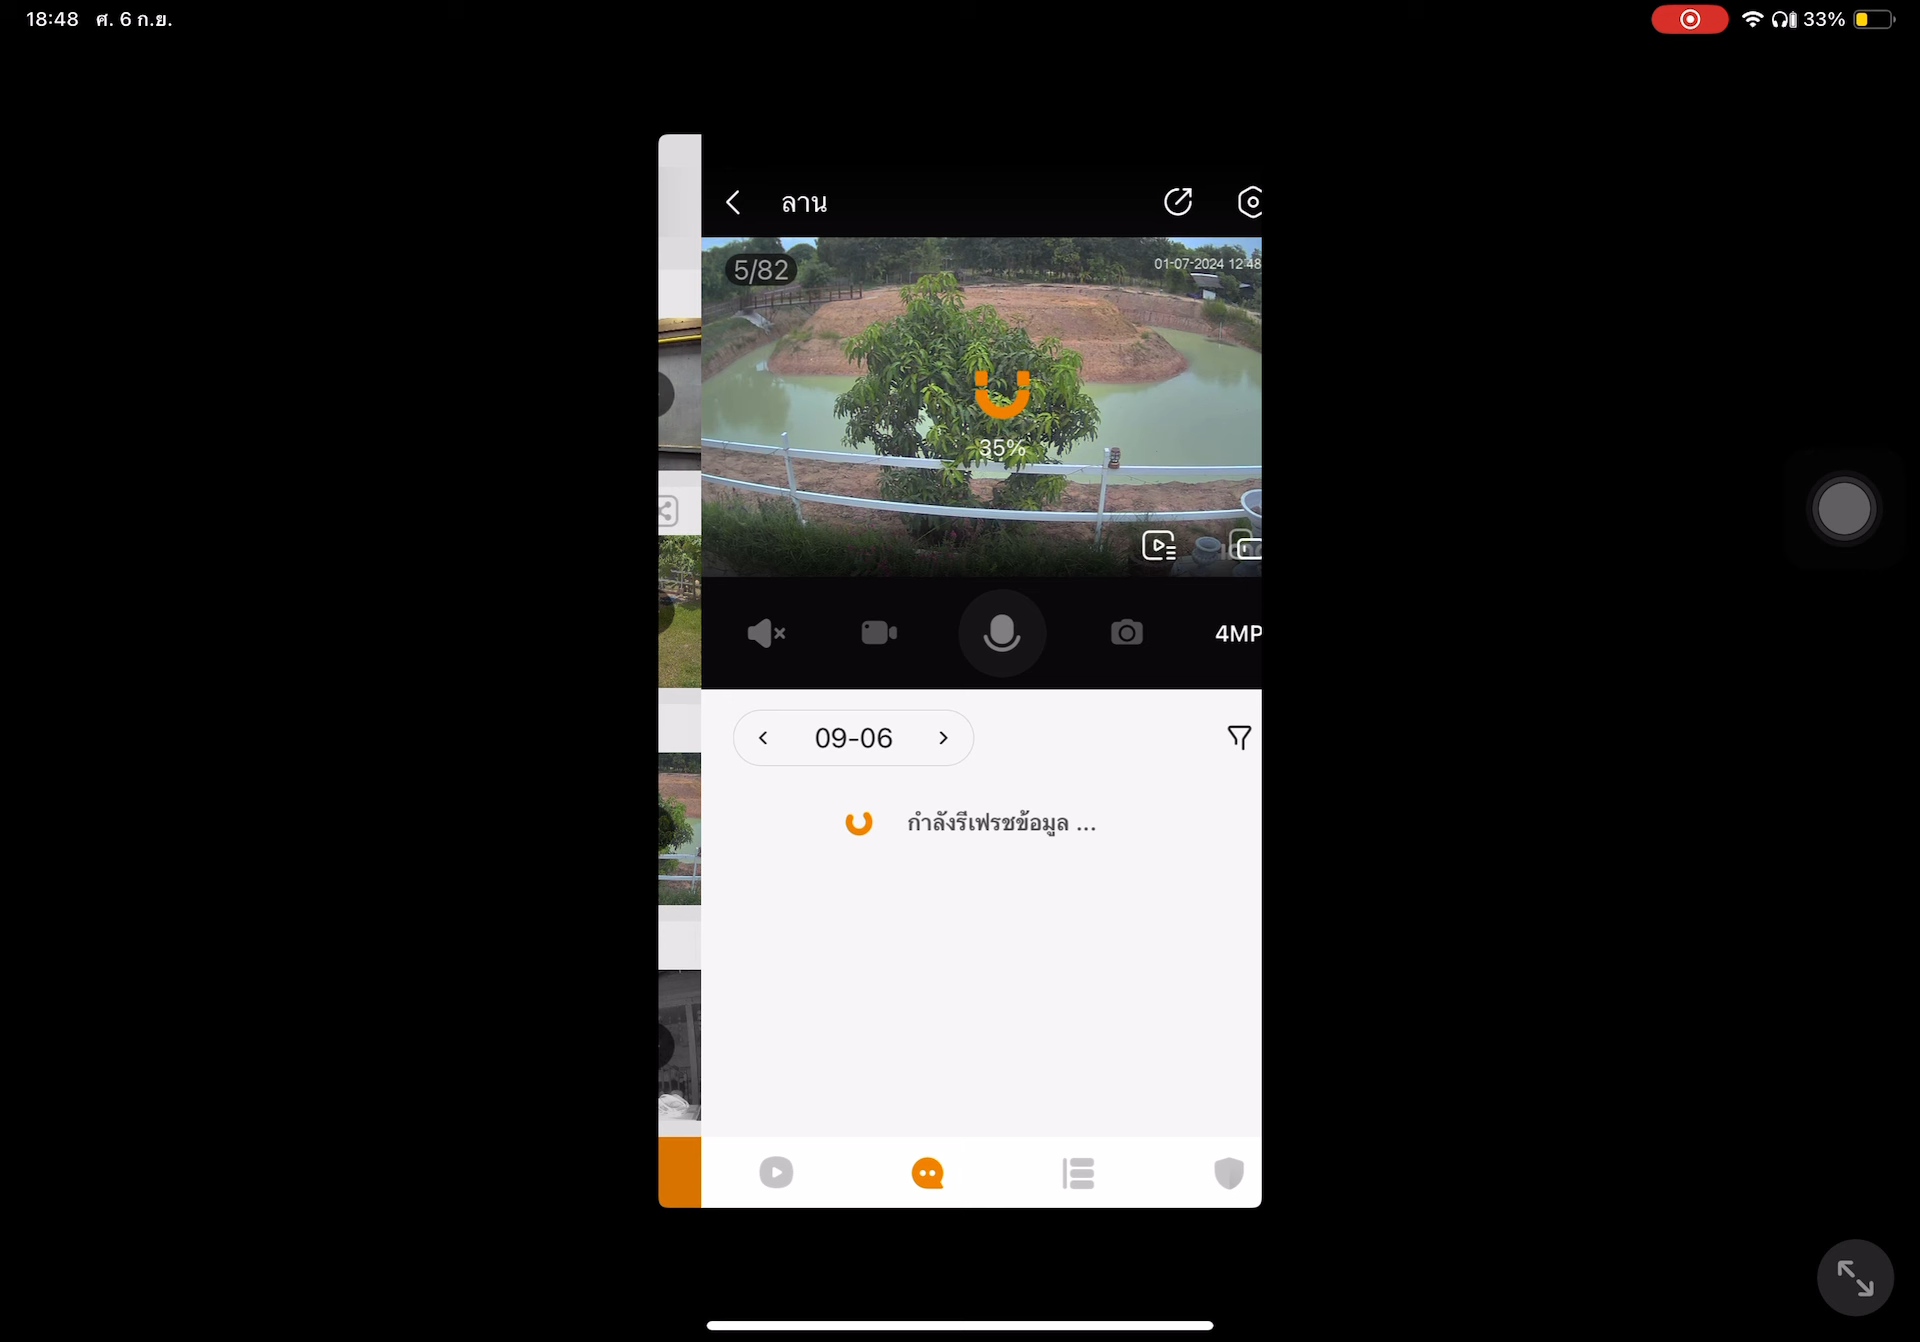 18:48 ศ. 6 ก.ย.
33%
ลาน
5/82
01-07-2024 12:48
35%
4MP
09-06
กำลังรีเฟรชข้อมูล ...